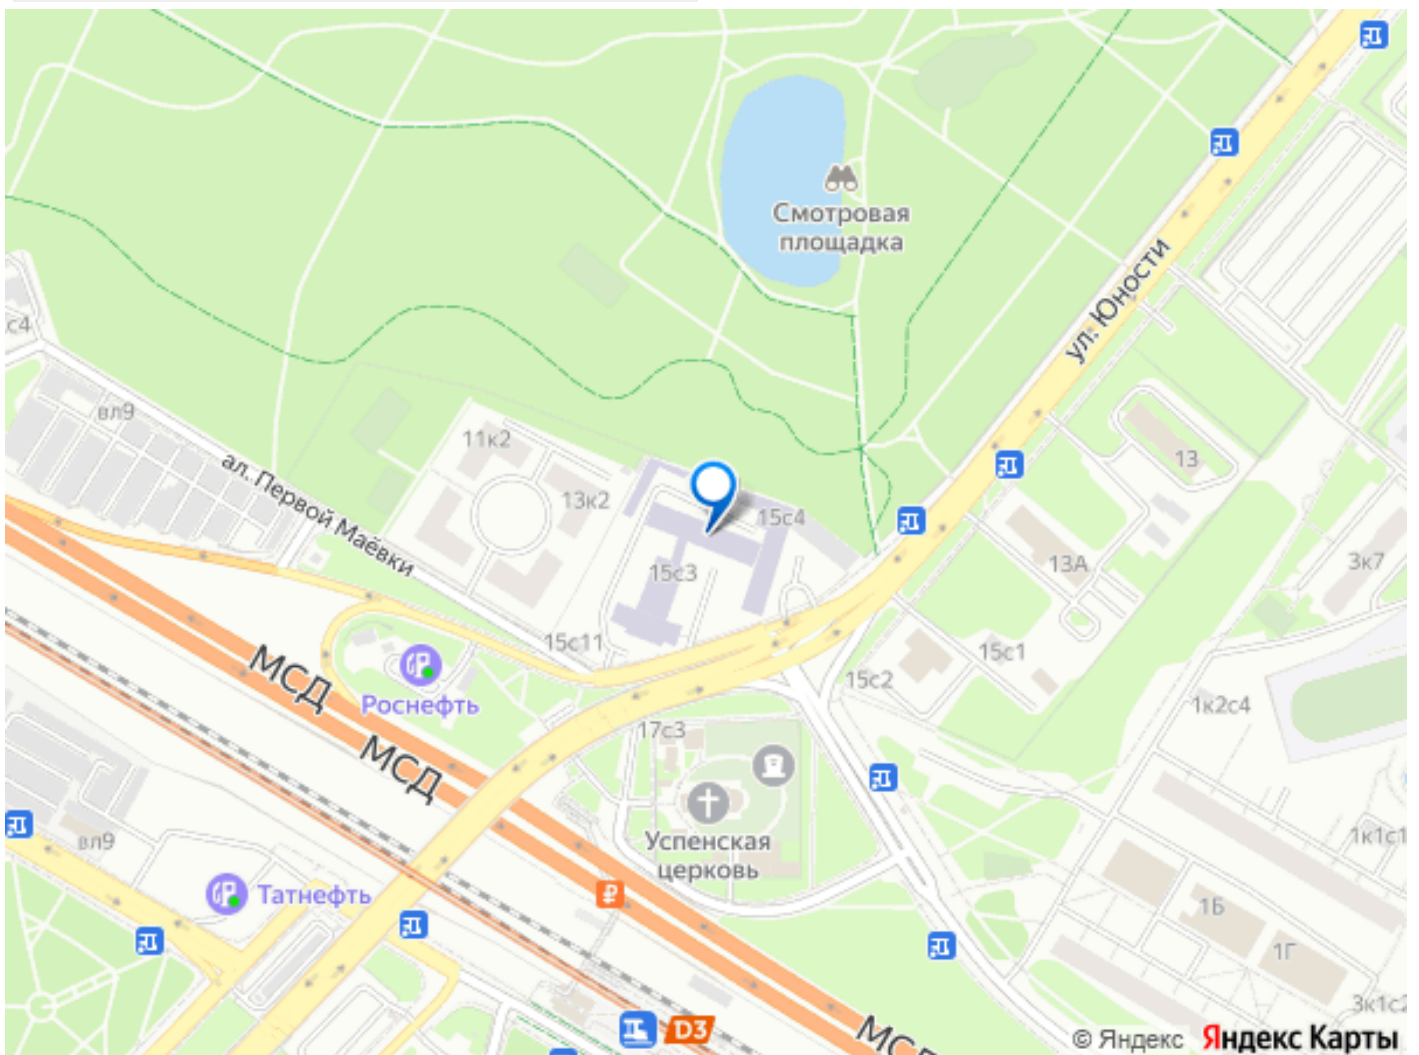 Смотровая
площадка
ул. Юности
с4
вл9
11к2
ал. Первой Маёвки
13к2
15с4
13
15с3
13А
3к7
15с11
15с1
15с2
МСД
Роснефть
1к2с4
17с3
МСД
Успенская
церковь
вл9
1к1с1
Татнефть
₽
1Б
1Г
3к1с2
D3
МСД
© Яндекс Яндекс Карты